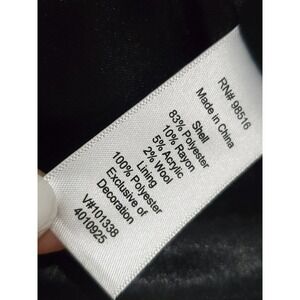 RN# 98516
Made in China
Shell
83% Polyester
10% Rayon
5% Acrylic
2% Wool
Lining
100% Polyester
Exclusive of
Decoration
V#101338
4010925